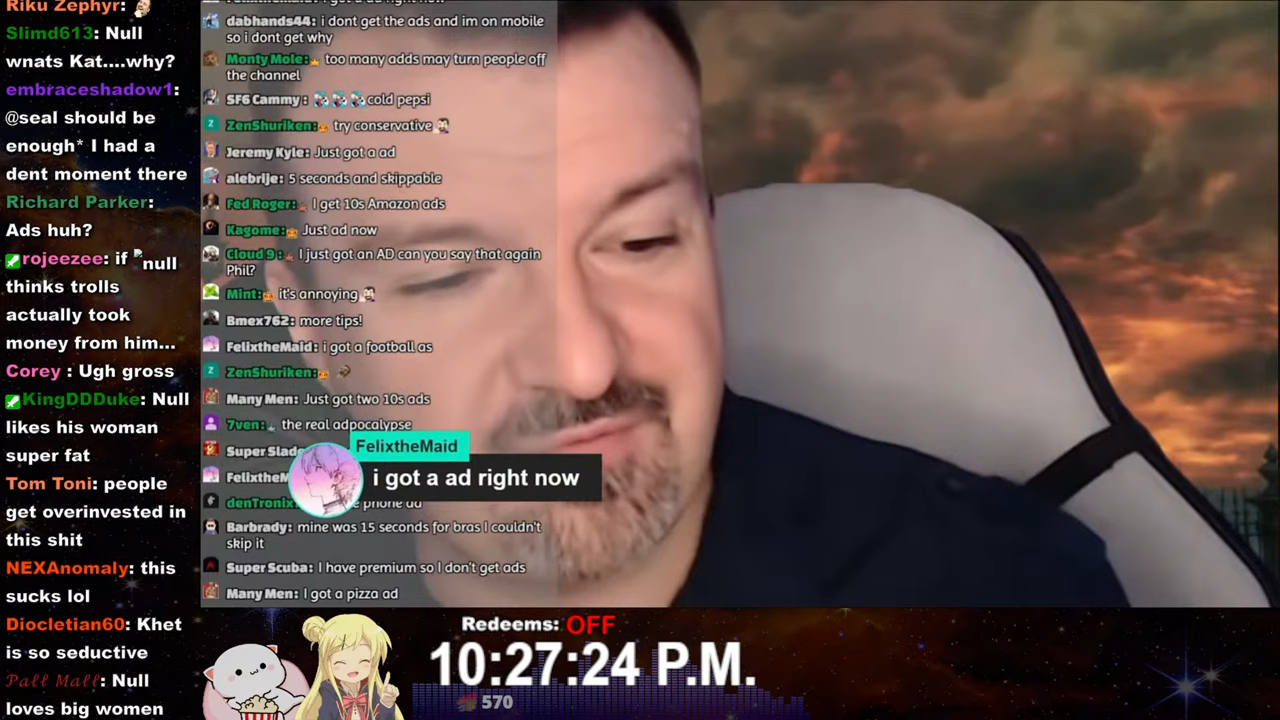 Riku Zephyr:
Slimd613: Null
wnats Kat....why?
embraceshadow1:
@seal should be
enough* I had a
dent moment there
Richard Parker:
Ads huh?
rojeezee: if null
thinks trolls
actually took
money from him...
Corey : Ugh gross
KingDDDuke: Null
likes his woman
super fat
Tom Toni: people
get overinvested in
this shit
NEXAnomaly: this
sucks lol
Diocletian60: Khet
is so seductive
Pall Mall: Null
loves big women
dabhands44: i dont get the ads and im on mobile
so i dont get why
Monty Mole: too many adds may turn people off
the channel
SF6 Cammy : cold pepsi
ZenShuriken: try conservative
Jeremy Kyle: Just got a ad
alebrije: 5 seconds and skippable
Fed Roger: I get 10s Amazon ads
Kagome: Just ad now
Cloud 9: I just got an AD can you say that again
Phil?
Mint: it's annoying
Bmex762: more tips!
FelixtheMaid: i got a football as
ZenShuriken:
Many Men: Just got two 10s ads
7ven: the real adpocalypse
Super Slad
FelixtheM
denTronix phone ad
Barbrady: mine was 15 seconds for bras I couldn't
skip it
Super Scuba: I have premium so I don't get ads
Many Men: I got a pizza ad
FelixtheMaid
i got a ad right now
Redeems: OFF
10:27:24 P.M.
570